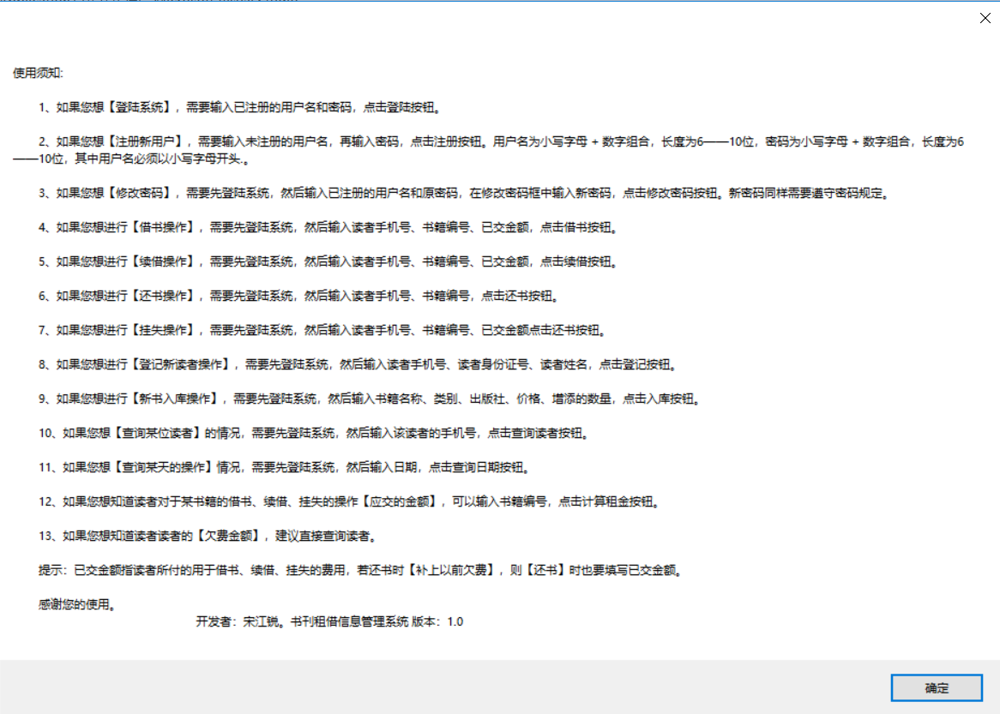 使用须知:
1、如果您想【登陆系统】，需要输入已注册的用户名和密码，点击登陆按钮。
2、如果您想【注册新用户】，需要输入未注册的用户名，再输入密码，点击注册按钮。用户名为小写字母 + 数字组合，长度为6——10位，密码为小写字母 + 数字组合，长度为6
——10位，其中用户名必须以小写字母开头.。
3、如果您想【修改密码】，需要先登陆系统，然后输入已注册的用户名和原密码，在修改密码框中输入新密码，点击修改密码按钮。新密码同样需要遵守密码规定。
4、如果您想进行【借书操作】，需要先登陆系统，然后输入读者手机号、书籍编号、已交金额，点击借书按钮。
5、如果您想进行【续借操作】，需要先登陆系统，然后输入读者手机号、书籍编号、已交金额，点击续借按钮。
6、如果您想进行【还书操作】，需要先登陆系统，然后输入读者手机号、书籍编号，点击还书按钮。
7、如果您想进行【挂失操作】，需要先登陆系统，然后输入读者手机号、书籍编号、已交金额点击还书按钮。
8、如果您想进行【登记新读者操作】，需要先登陆系统，然后输入读者手机号、读者身份证号、读者姓名，点击登记按钮。
9、如果您想进行【新书入库操作】，需要先登陆系统，然后输入书籍名称、类别、出版社、价格、增添的数量，点击入库按钮。
10、如果您想【查询某位读者】的情况，需要先登陆系统，然后输入该读者的手机号，点击查询读者按钮。
11、如果您想【查询某天的操作】情况，需要先登陆系统，然后输入日期，点击查询日期按钮。
12、如果您想知道读者对于某书籍的借书、续借、挂失的操作【应交的金额】，可以输入书籍编号，点击计算租金按钮。
13、如果您想知道读者读者的【欠费金额】，建议直接查询读者。
提示：已交金额指读者所付的用于借书、续借、挂失的费用，若还书时【补上以前欠费】，则【还书】时也要填写已交金额。
感谢您的使用。
开发者：宋江锐。书刊租借信息管理系统 版本：1.0
确定